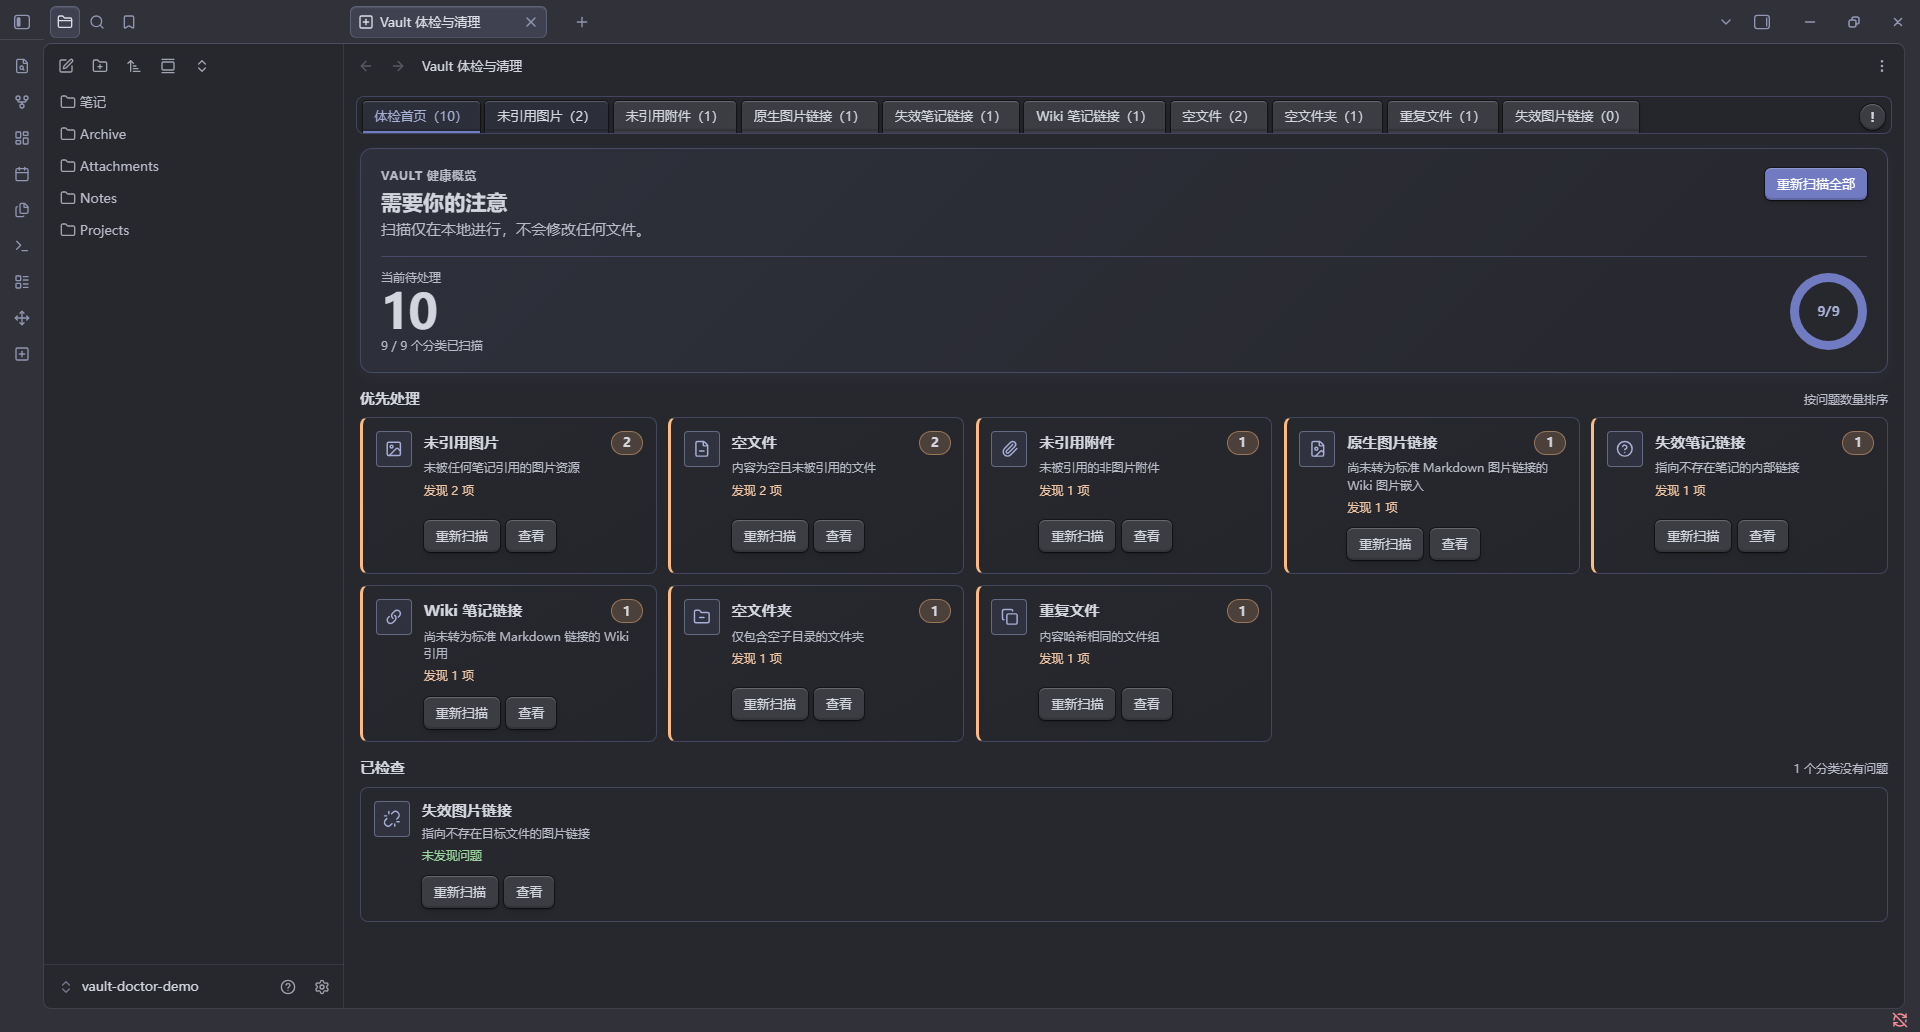 Vault 体检与清理
Vault 体检与清理
笔记
Archive
Attachments
Notes
Projects
体检首页（10）
未引用图片（2）
未引用附件（1）
原生图片链接（1）
失效笔记链接（1）
Wiki 笔记链接（1）
空文件（2）
空文件夹（1）
重复文件（1）
失效图片链接（0）
VAULT 健康概览
需要你的注意
扫描仅在本地进行，不会修改任何文件。
重新扫描全部
当前待处理
10
9 / 9 个分类已扫描
9/9
优先处理
按问题数量排序
未引用图片
2
未被任何笔记引用的图片资源
发现 2 项
重新扫描
查看
空文件
2
内容为空且未被引用的文件
发现 2 项
重新扫描
查看
未引用附件
1
未被引用的非图片附件
发现 1 项
重新扫描
查看
原生图片链接
1
尚未转为标准 Markdown 图片链接的
Wiki 图片嵌入
发现 1 项
重新扫描
查看
失效笔记链接
1
指向不存在笔记的内部链接
发现 1 项
重新扫描
查看
Wiki 笔记链接
1
尚未转为标准 Markdown 链接的 Wiki
引用
发现 1 项
重新扫描
查看
空文件夹
1
仅包含空子目录的文件夹
发现 1 项
重新扫描
查看
重复文件
1
内容哈希相同的文件组
发现 1 项
重新扫描
查看
已检查
1 个分类没有问题
失效图片链接
指向不存在目标文件的图片链接
未发现问题
重新扫描
查看
vault-doctor-demo